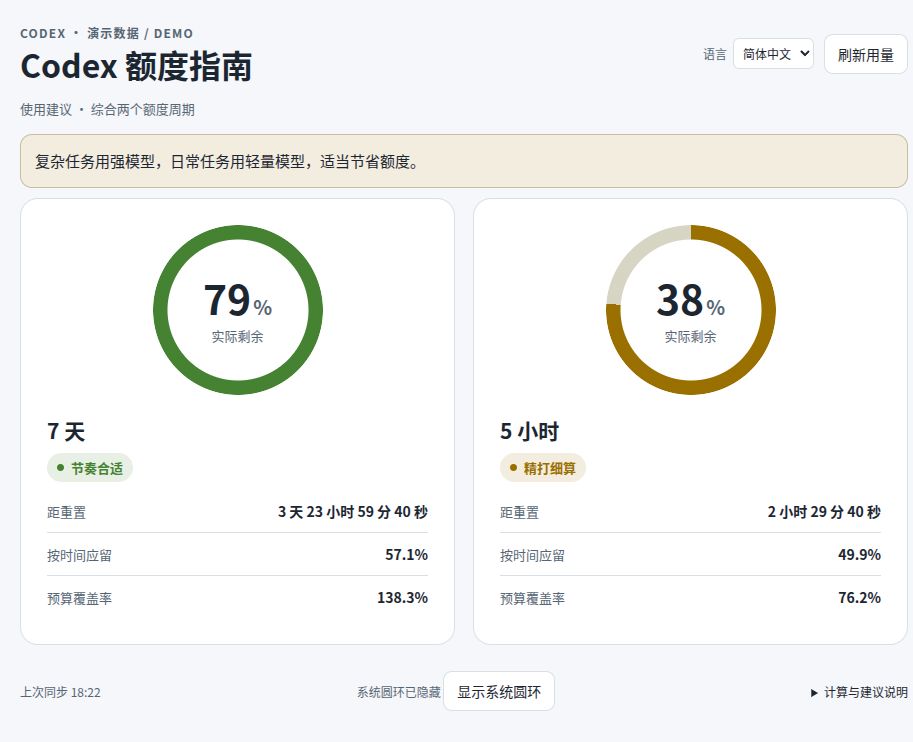 CODEX · 演示数据 / DEMO
Codex 额度指南
语言 简体中文 刷新用量
使用建议 · 综合两个额度周期
复杂任务用强模型，日常任务用轻量模型，适当节省额度。
79%
实际剩余
7 天
节奏合适
距重置 3 天 23 小时 59 分 40 秒
按时间应留 57.1%
预算覆盖率 138.3%
38%
实际剩余
5 小时
精打细算
距重置 2 小时 29 分 40 秒
按时间应留 49.9%
预算覆盖率 76.2%
上次同步 18:22
系统圆环已隐藏 显示系统圆环
▶ 计算与建议说明